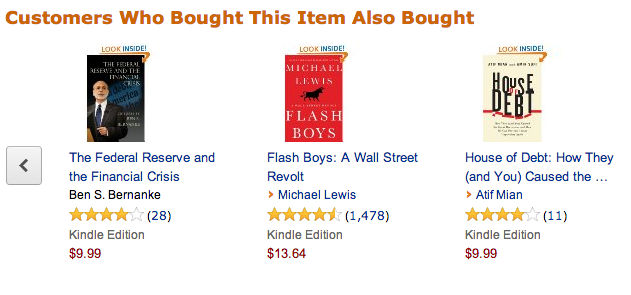 Customers Who Bought This Item Also Bought
LOOK INSIDE!
THE FEDERAL
RESERVE AND THE
FINANCIAL
CRISIS
BEN S.
BERNANKE
The Federal Reserve and
the Financial Crisis
Ben S. Bernanke
(28)
Kindle Edition
$9.99
LOOK INSIDE!
MICHAEL
LEWIS
A WALL STREET REVOLT
FLASH
BOYS
Flash Boys: A Wall Street
Revolt
› Michael Lewis
(1,478)
Kindle Edition
$13.64
LOOK INSIDE!
ATIF MIAN AND AMIR SUFI
HOUSE
OF
DEBT
House of Debt: How They
(and You) Caused the ...
› Atif Mian
(11)
Kindle Edition
$9.99